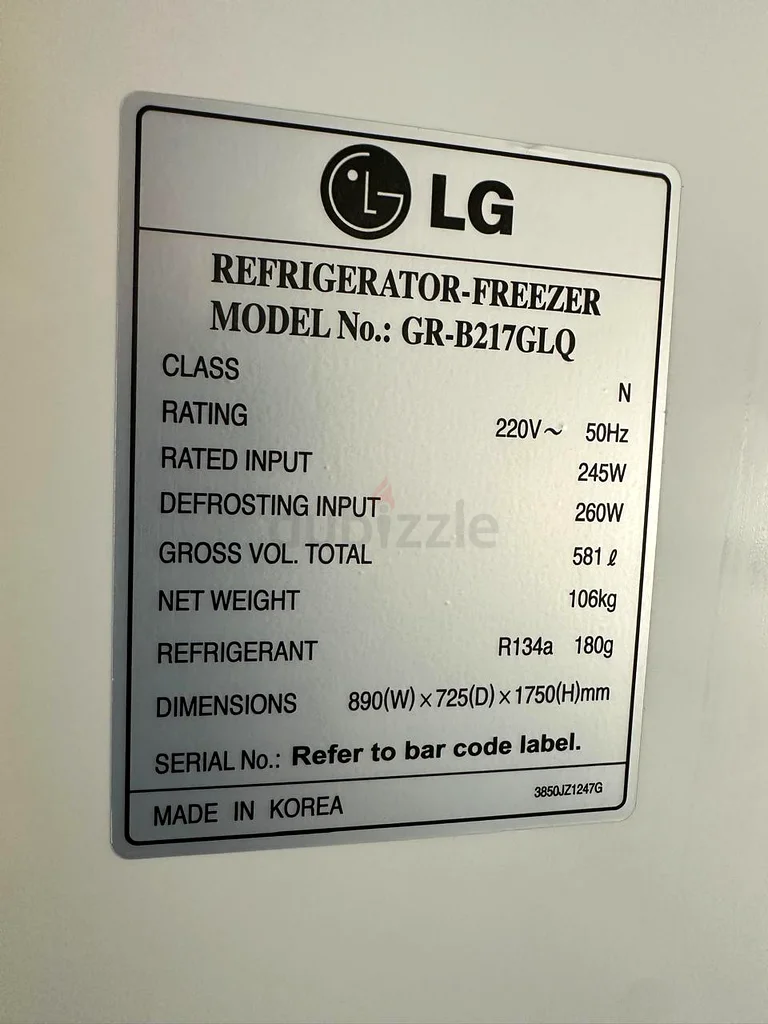 LG
REFRIGERATOR-FREEZER
MODEL No.: GR-B217GLQ
CLASS N
RATING 220V～ 50Hz
RATED INPUT 245W
DEFROSTING INPUT 260W
dubizzle
GROSS VOL. TOTAL 581 ℓ
NET WEIGHT 106kg
REFRIGERANT R134a 180g
DIMENSIONS 890(W)×725(D)×1750(H)mm
SERIAL No.: Refer to bar code label.
MADE IN KOREA 3850JZ1247G